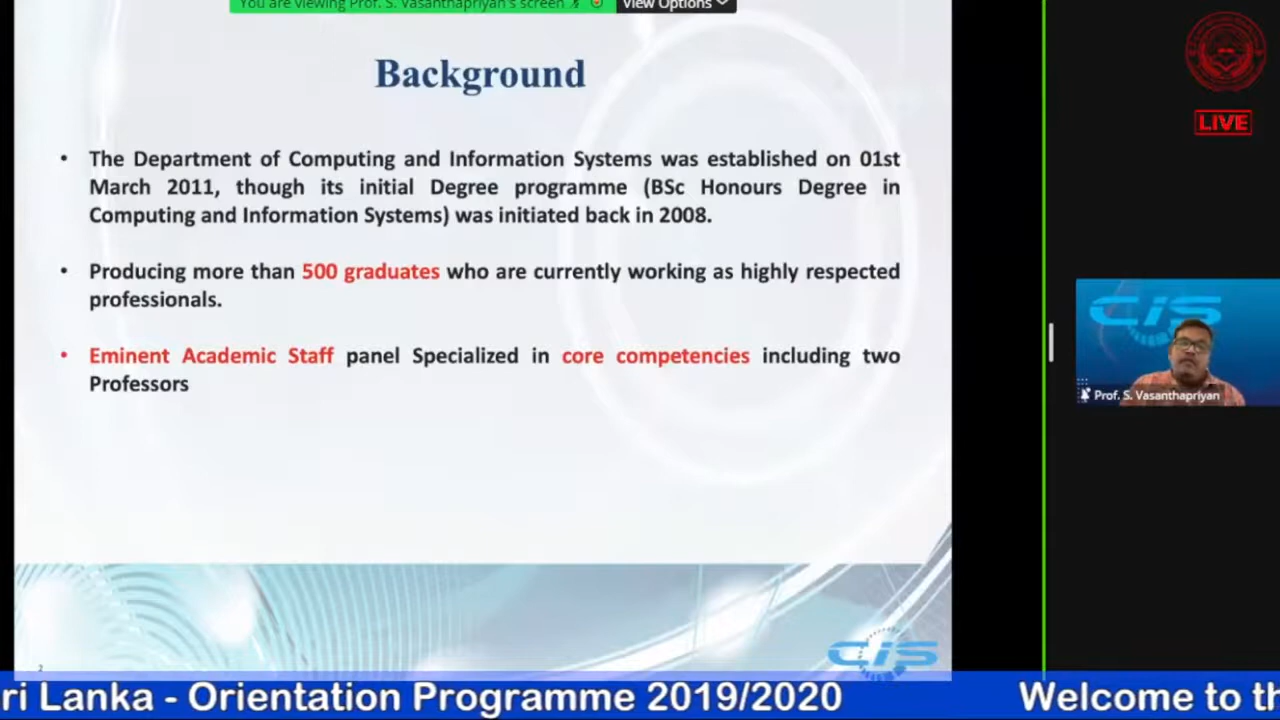 You are viewing Prof. S. Vasanthapriyan's screen
View Options
Background
LIVE
• The Department of Computing and Information Systems was established on 01st
March 2011, though its initial Degree programme (BSc Honours Degree in
Computing and Information Systems) was initiated back in 2008.
• Producing more than 500 graduates who are currently working as highly respected
professionals.
• Eminent Academic Staff panel Specialized in core competencies including two
Professors
CIS
Prof. S. Vasanthapriyan
CIS
2
ri Lanka - Orientation Programme 2019/2020 Welcome to th